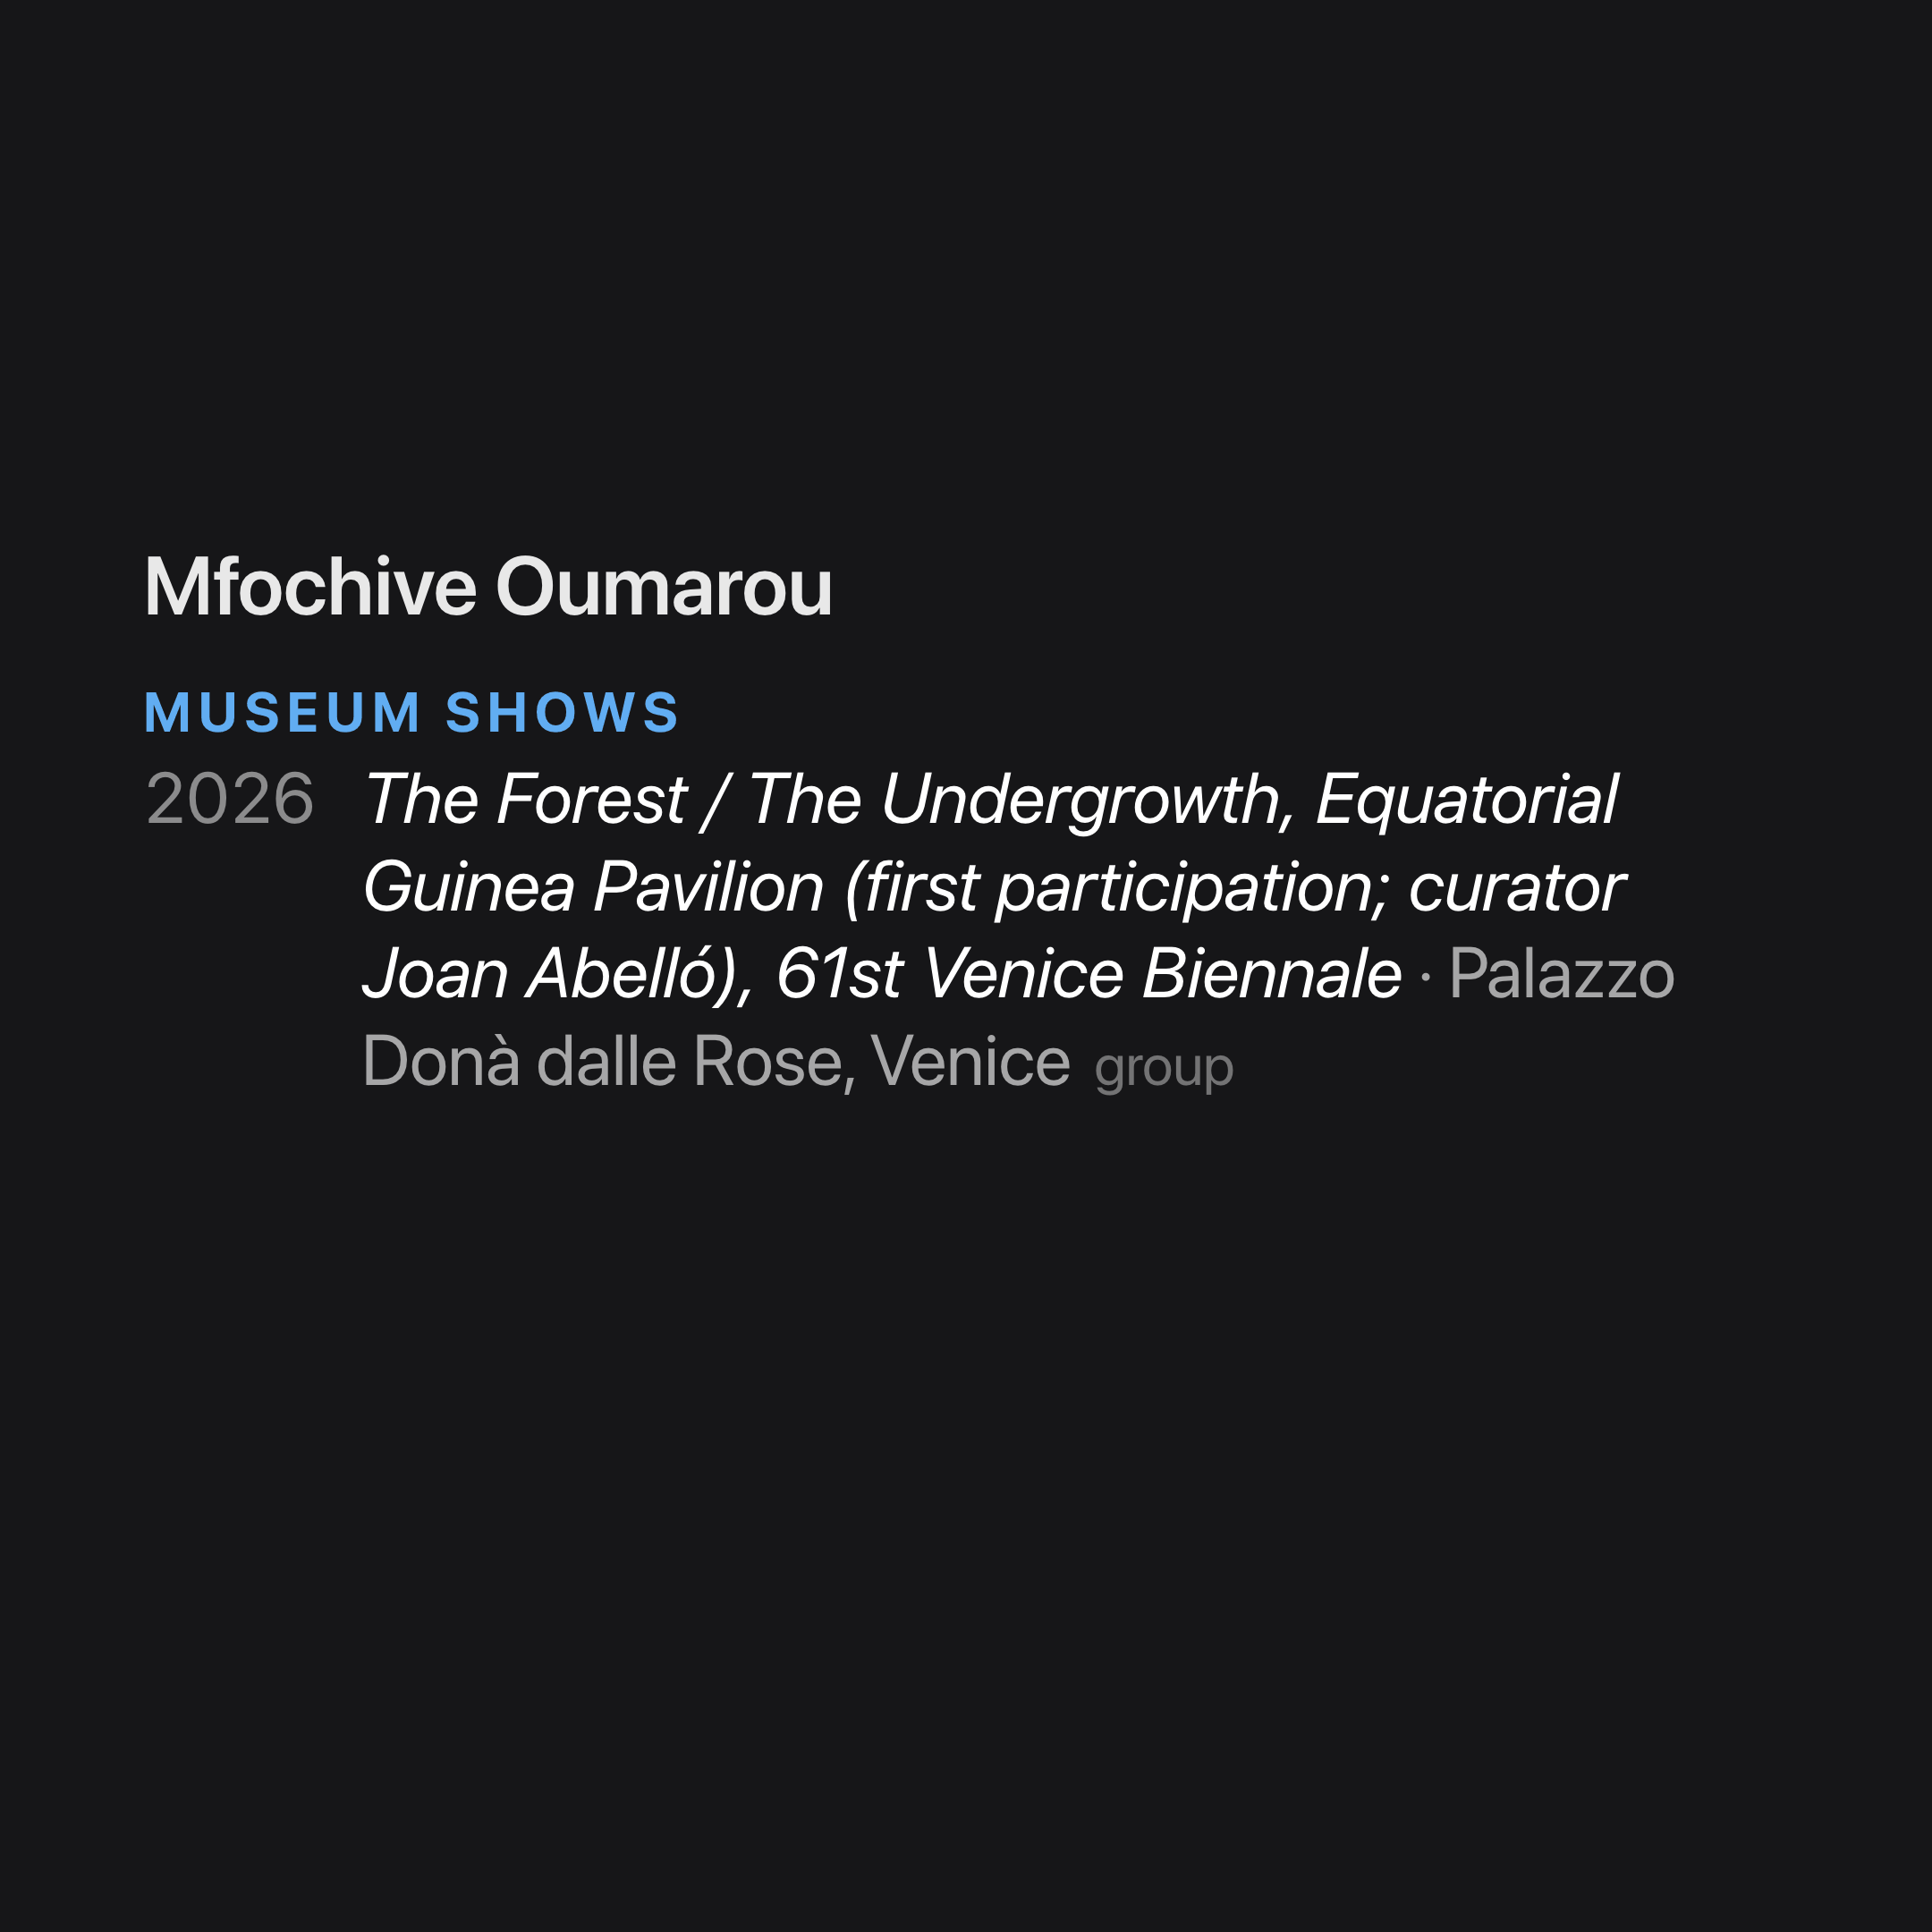 Mfochive Oumarou
MUSEUM SHOWS
2026 The Forest / The Undergrowth, Equatorial
Guinea Pavilion (first participation; curator
Joan Abelló), 61st Venice Biennale · Palazzo
Donà dalle Rose, Venice group